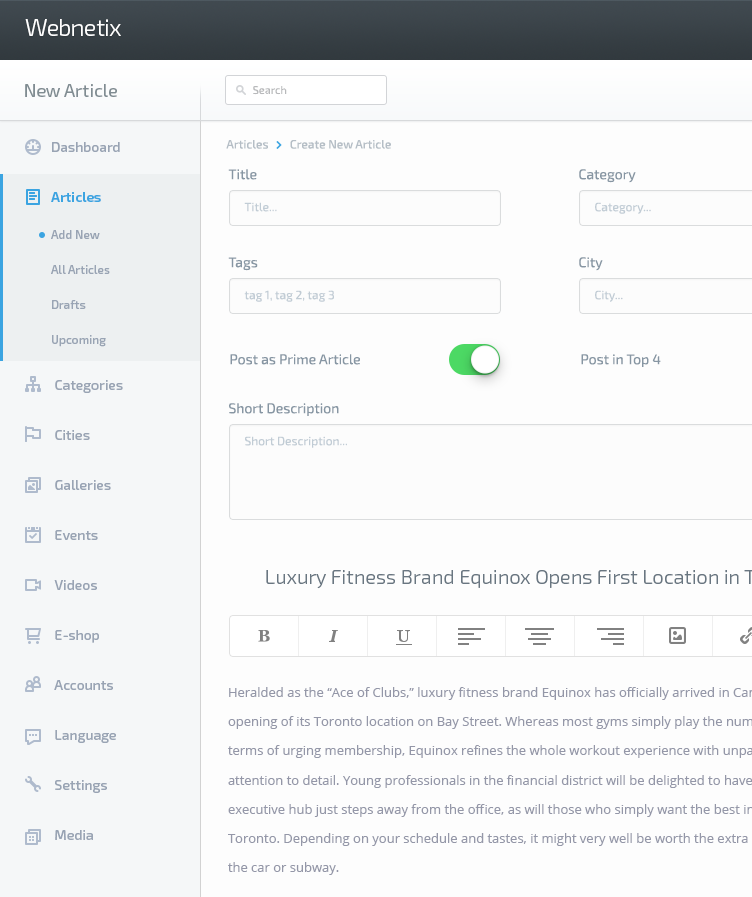 Webnetix
New Article
Search
Dashboard
Articles
Add New
All Articles
Drafts
Upcoming
Categories
Cities
Galleries
Events
Videos
E-shop
Accounts
Language
Settings
Media
Articles > Create New Article
Title
Category
Title...
Category...
Tags
City
tag 1, tag 2, tag 3
City...
Post as Prime Article
Post in Top 4
Short Description
Short Description...
Luxury Fitness Brand Equinox Opens First Location in T
B I U
Heralded as the “Ace of Clubs,” luxury fitness brand Equinox has officially arrived in Can
opening of its Toronto location on Bay Street. Whereas most gyms simply play the num
terms of urging membership, Equinox refines the whole workout experience with unpa
attention to detail. Young professionals in the financial district will be delighted to have
executive hub just steps away from the office, as will those who simply want the best in
Toronto. Depending on your schedule and tastes, it might very well be worth the extra
the car or subway.